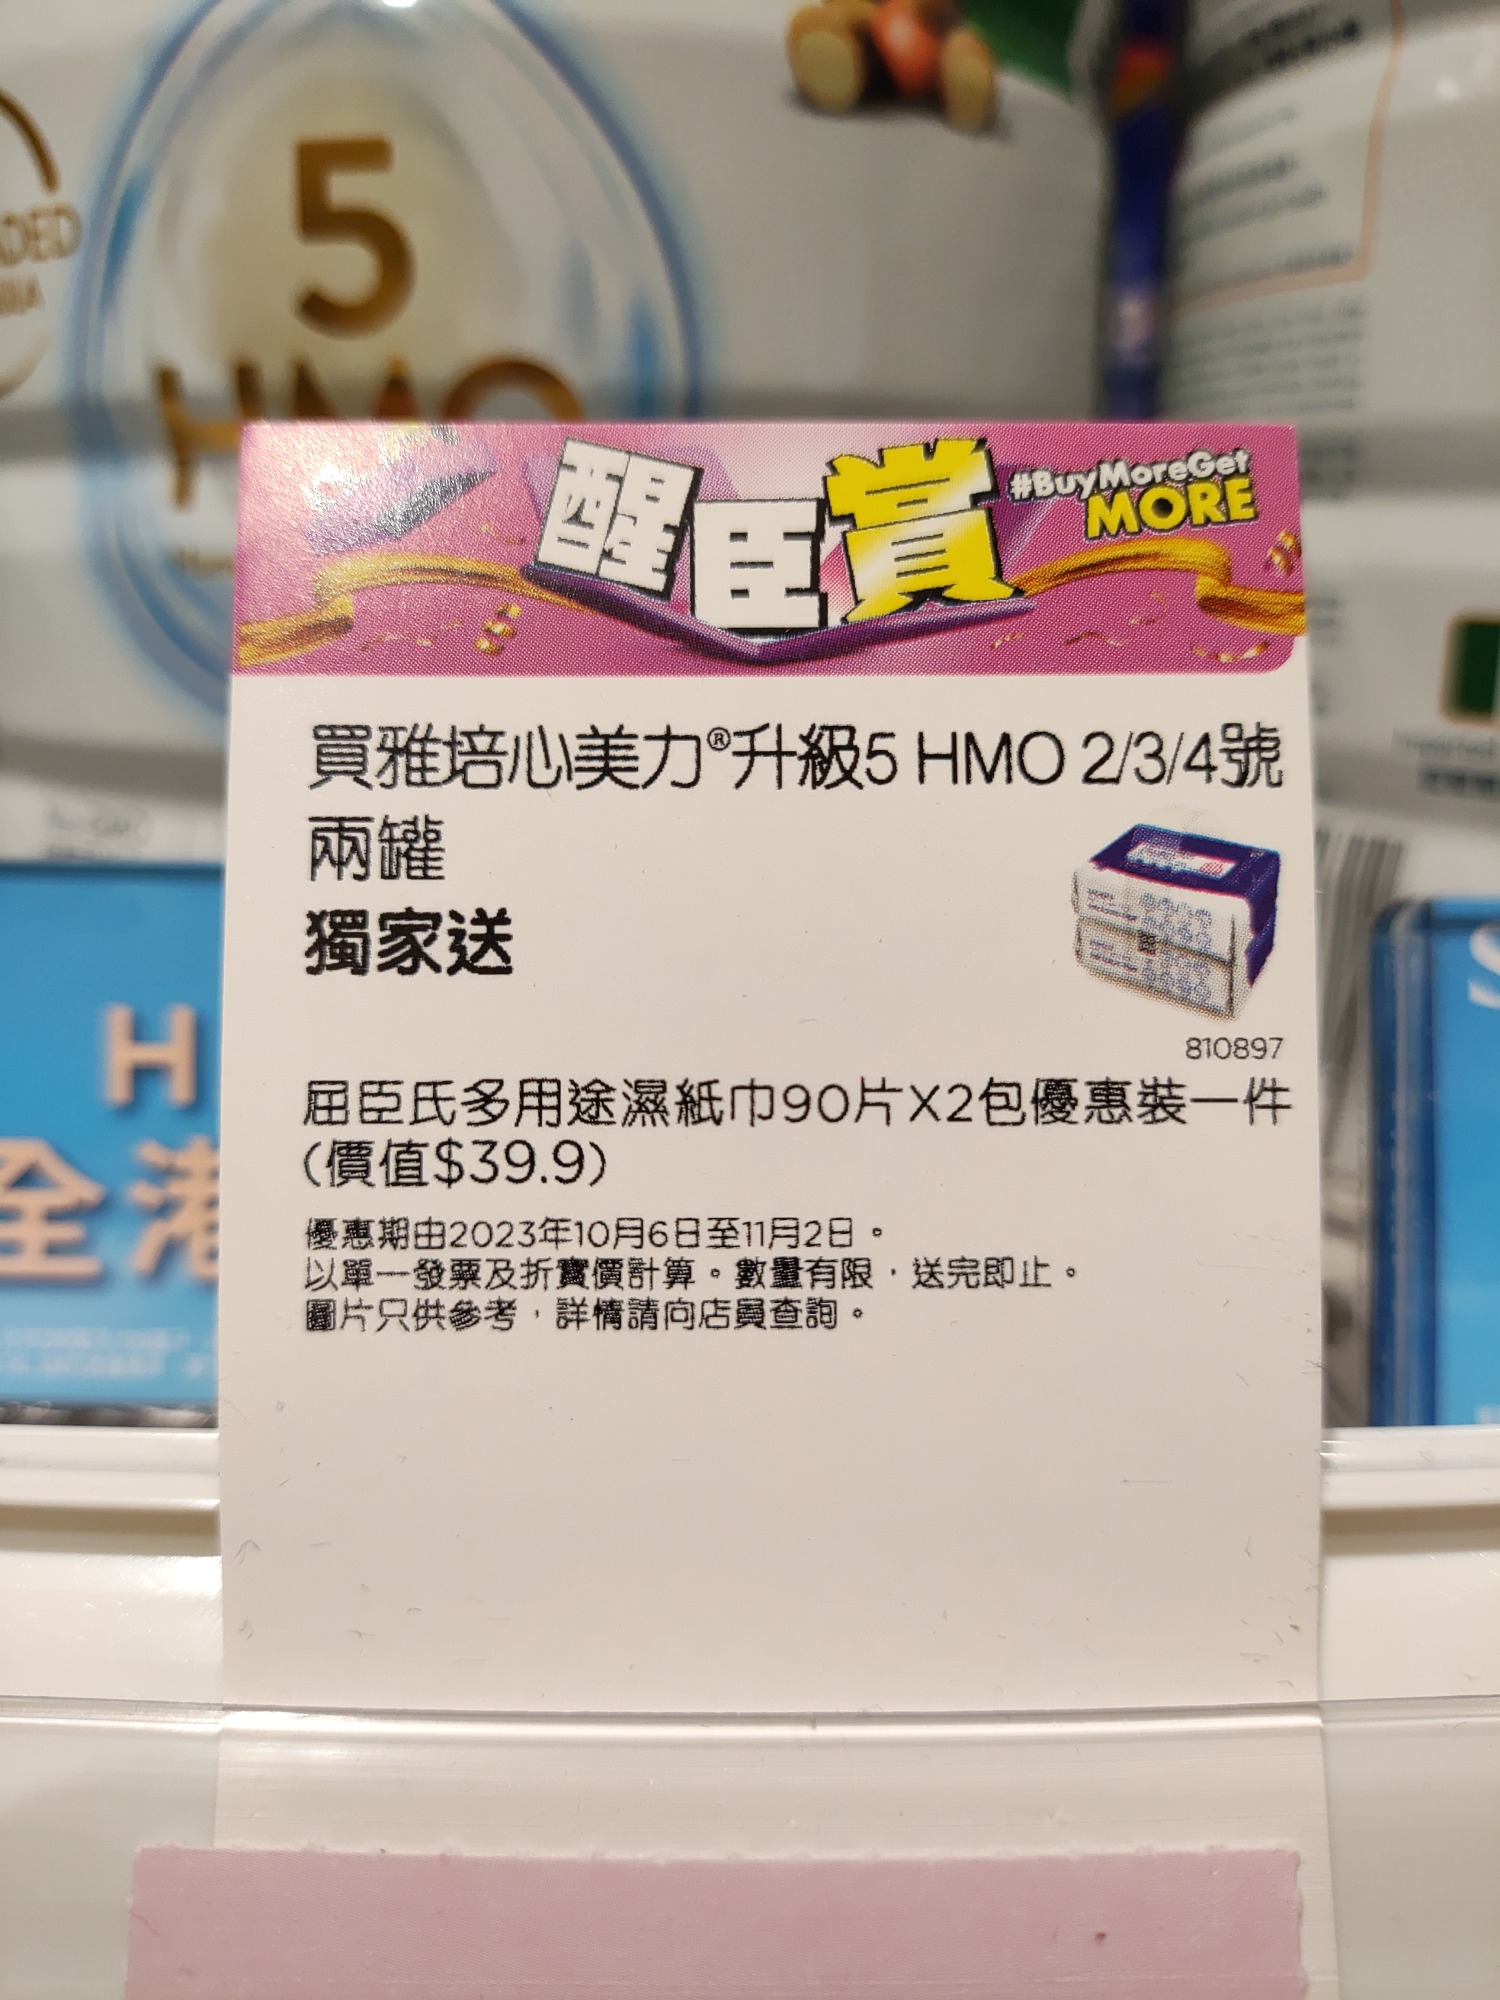 5
HMO
醒臣賞
#BuyMoreGet
MORE
買雅培心美力®升級5 HMO 2/3/4號
兩罐
獨家送
810897
屈臣氏多用途濕紙巾90片X2包優惠裝一件
(價值$39.9)
優惠期由2023年10月6日至11月2日。
以單一發票及折實價計算。數量有限，送完即止。
圖片只供參考，詳情請向店員查詢。
H
全港